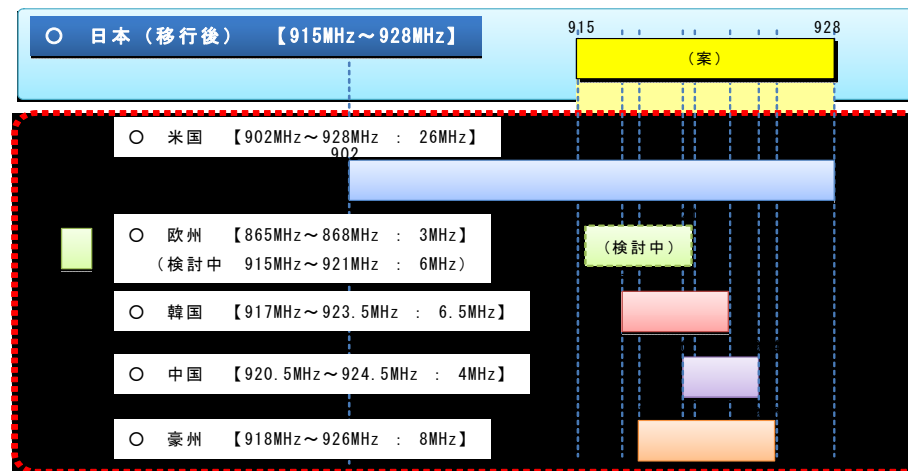 ○ 日本（移行後） 【915MHz～928MHz】
915
928
（案）
○ 米国 【902MHz～928MHz : 26MHz】
902
○ 欧州 【865MHz～868MHz : 3MHz】
（検討中 915MHz～921MHz : 6MHz）
（検討中）
○ 韓国 【917MHz～923.5MHz : 6.5MHz】
○ 中国 【920.5MHz～924.5MHz : 4MHz】
○ 豪州 【918MHz～926MHz : 8MHz】